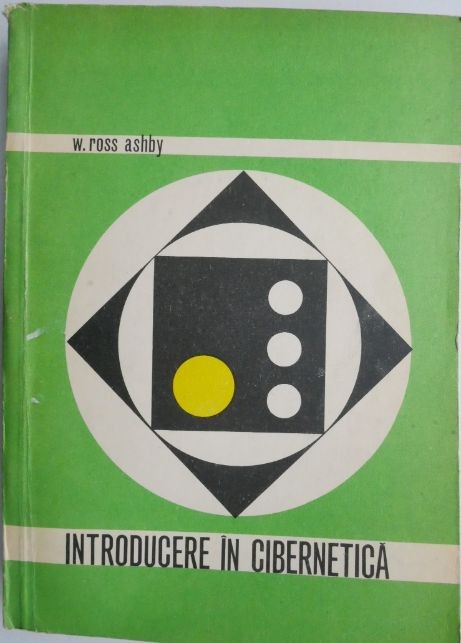 w. ross ashby
INTRODUCERE ÎN CIBERNETICĂ